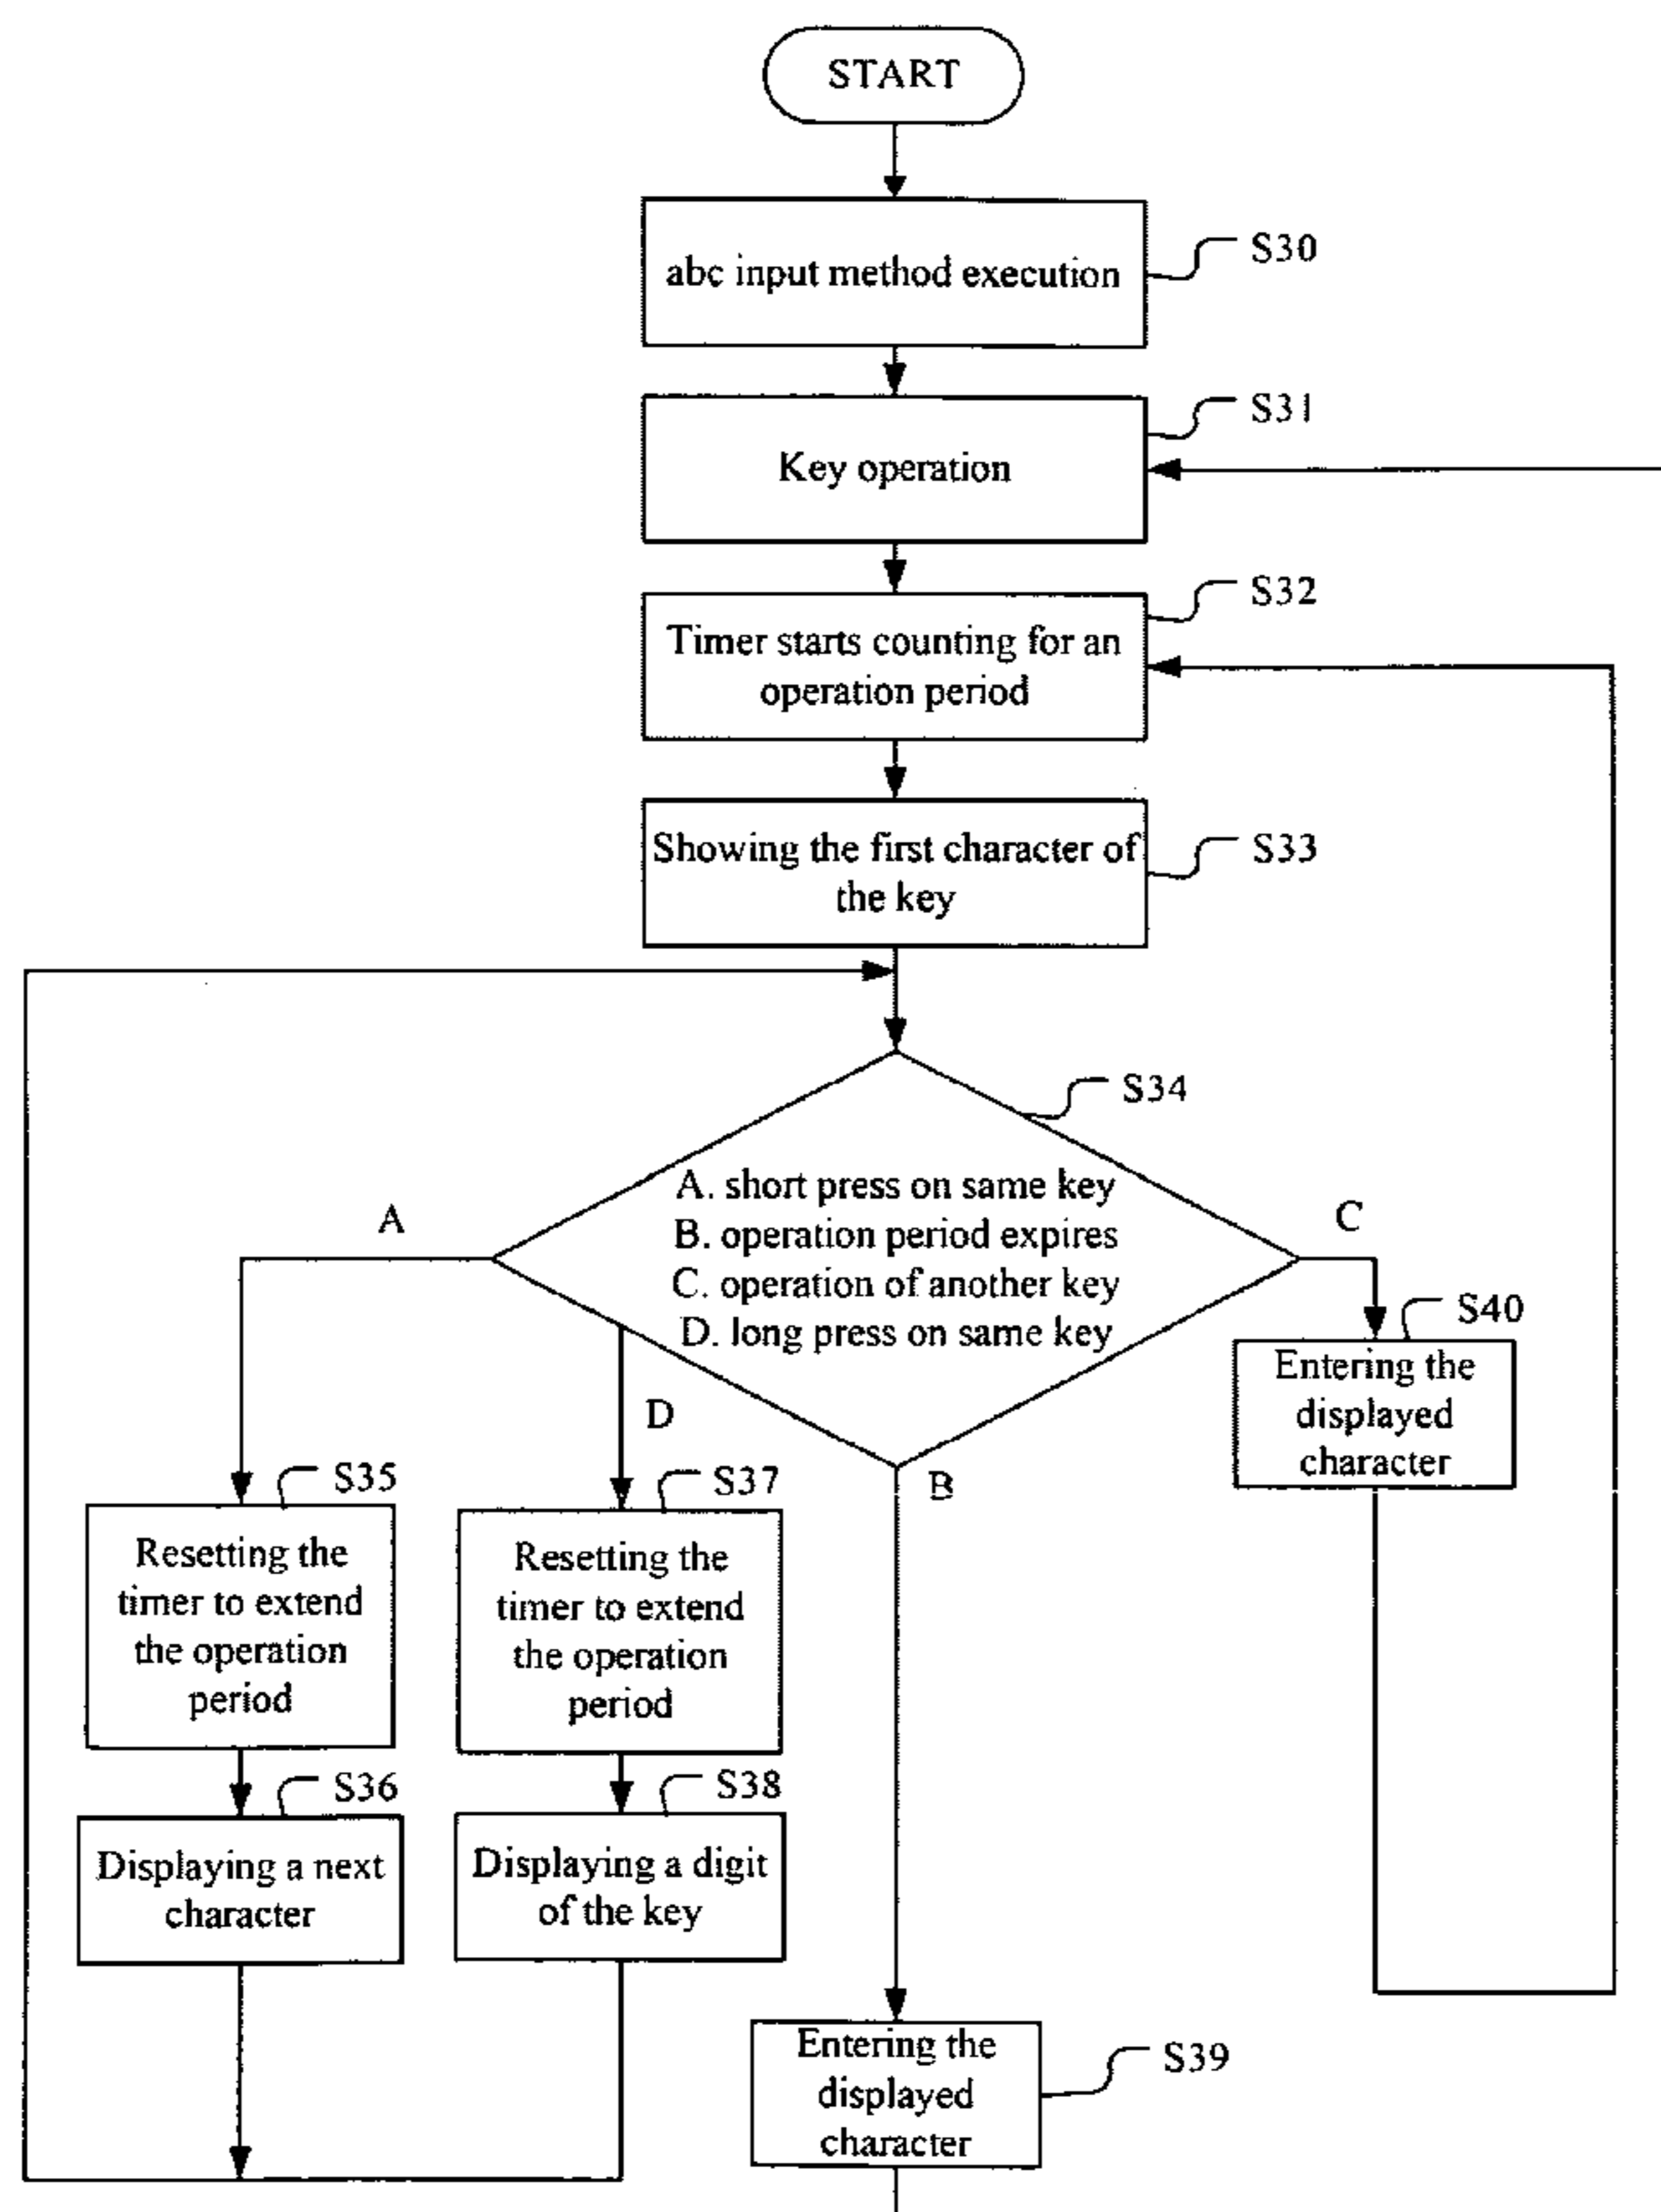 START
abc input method execution
S30
Key operation
S31
Timer starts counting for an
operation period
S32
Showing the first character of
the key
S33
S34
A. short press on same key
B. operation period expires
C. operation of another key
D. long press on same key
A
D
B
C
S40
Entering the
displayed
character
S35
Resetting the
timer to extend
the operation
period
S37
Resetting the
timer to extend
the operation
period
S36
Displaying a next
character
S38
Displaying a digit
of the key
Entering the
displayed
character
S39